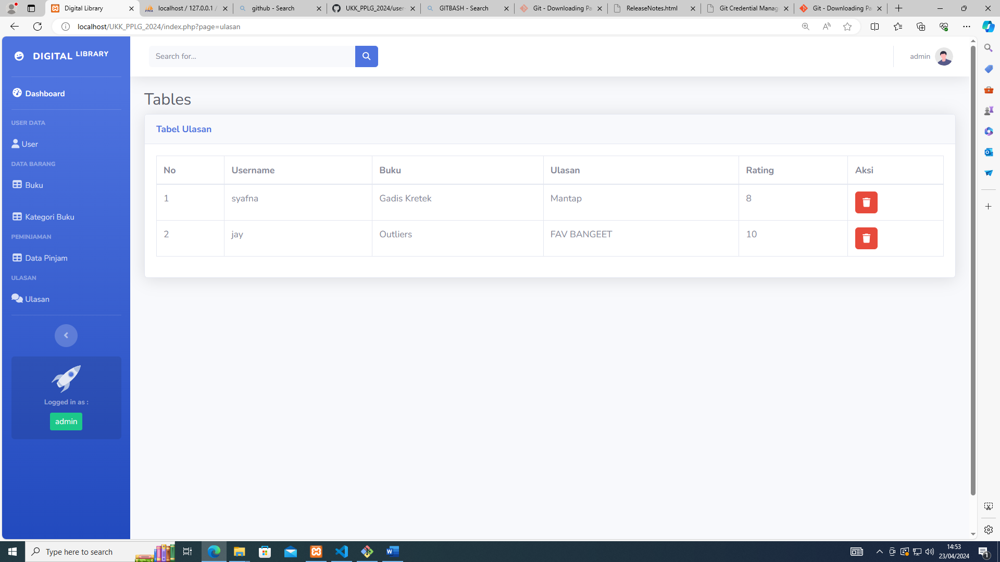 Digital Library
localhost / 127.0.0.1 /
github - Search
UKK_PPLG_2024/user-
GITBASH - Search
Git - Downloading Pa
ReleaseNotes.html
Git Credential Manag
Git - Downloading Pa
localhost/UKK_PPLG_2024/index.php?page=ulasan
DIGITAL LIBRARY
Search for...
admin
Dashboard
USER DATA
User
DATA BARANG
Buku
Kategori Buku
PEMINJAMAN
Data Pinjam
ULASAN
Ulasan
Logged in as :
admin
Tables
Tabel Ulasan
No Username Buku Ulasan Rating Aksi
1 syafna Gadis Kretek Mantap 8
2 jay Outliers FAV BANGEET 10
Type here to search
14:53
23/04/2024
1